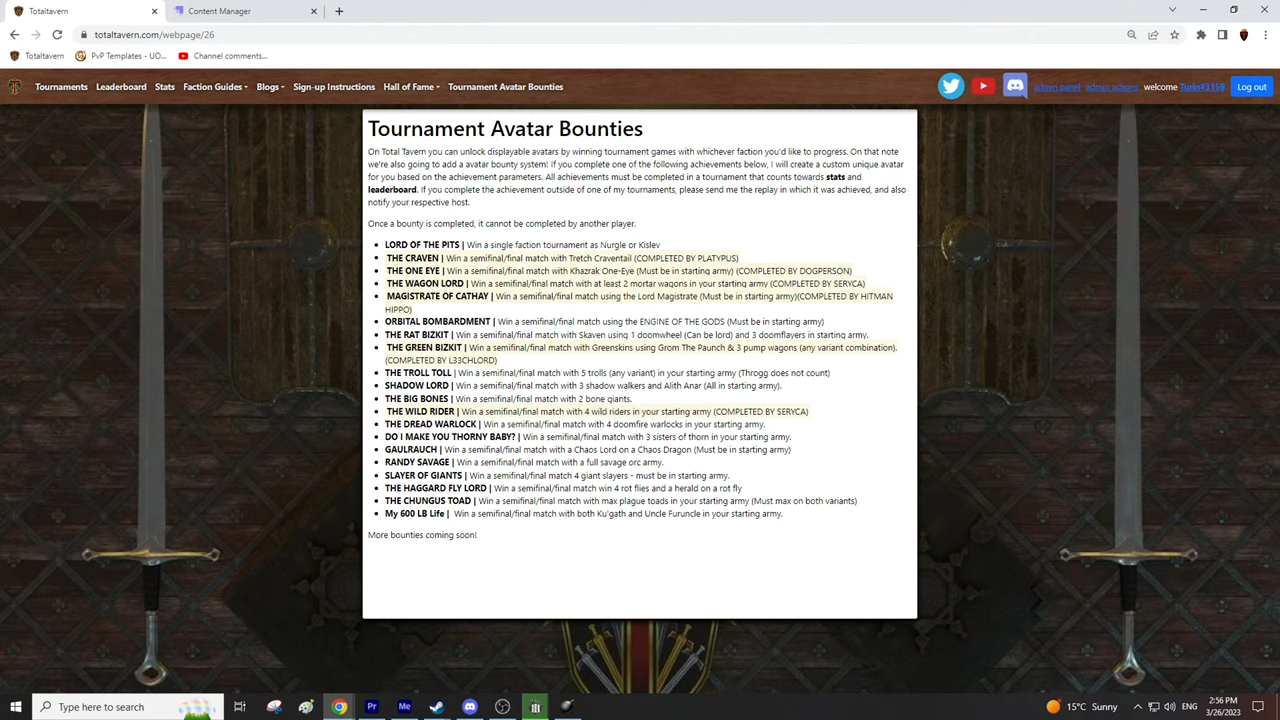 Totaltavern
Content Manager
totaltavern.com/webpage/26
Totaltavern
PvP Templates - UO...
Channel comments...
Tournaments
Leaderboard
Stats
Faction Guides
Blogs
Sign-up Instructions
Hall of Fame
Tournament Avatar Bounties
admin panel
admin actions
welcome Turin#3159
Log out
Tournament Avatar Bounties
On Total Tavern you can unlock displayable avatars by winning tournament games with whichever faction you'd like to progress. On that note
we're also going to add a avatar bounty system! If you complete one of the following achievements below, I will create a custom unique avatar
for you based on the achievement parameters. All achievements must be completed in a tournament that counts towards stats and
leaderboard. If you complete the achievement outside of one of my tournaments, please send me the replay in which it was achieved, and also
notify your respective host.
Once a bounty is completed, it cannot be completed by another player.
LORD OF THE PITS | Win a single faction tournament as Nurgle or Kislev
THE CRAVEN | Win a semifinal/final match with Tretch Craventail (COMPLETED BY PLATYPUS)
THE ONE EYE | Win a semifinal/final match with Khazrak One-Eye (Must be in starting army) (COMPLETED BY DOGPERSON)
THE WAGON LORD | Win a semifinal/final match with at least 2 mortar wagons in your starting army (COMPLETED BY SERYCA)
MAGISTRATE OF CATHAY | Win a semifinal/final match using the Lord Magistrate (Must be in starting army)(COMPLETED BY HITMAN
HIPPO)
ORBITAL BOMBARDMENT | Win a semifinal/final match using the ENGINE OF THE GODS (Must be in starting army)
THE RAT BIZKIT | Win a semifinal/final match with Skaven using 1 doomwheel (Can be lord) and 3 doomflayers in starting army.
THE GREEN BIZKIT | Win a semifinal/final match with Greenskins using Grom The Paunch & 3 pump wagons (any variant combination).
(COMPLETED BY L33CHLORD)
THE TROLL TOLL | Win a semifinal/final match with 5 trolls (any variant) in your starting army (Throgg does not count)
SHADOW LORD | Win a semifinal/final match with 3 shadow walkers and Alith Anar (All in starting army).
THE BIG BONES | Win a semifinal/final match with 2 bone giants.
THE WILD RIDER | Win a semifinal/final match with 4 wild riders in your starting army (COMPLETED BY SERYCA)
THE DREAD WARLOCK | Win a semifinal/final match with 4 doomfire warlocks in your starting army.
DO I MAKE YOU THORNY BABY? | Win a semifinal/final match with 3 sisters of thorn in your starting army.
GAULRAUCH | Win a semifinal/final match with a Chaos Lord on a Chaos Dragon (Must be in starting army)
RANDY SAVAGE | Win a semifinal/final match with a full savage orc army.
SLAYER OF GIANTS | Win a semifinal/final match 4 giant slayers - must be in starting army.
THE HAGGARD FLY LORD | Win a semifinal/final match win 4 rot flies and a herald on a rot fly
THE CHUNGUS TOAD | Win a semifinal/final match with max plague toads in your starting army (Must max on both variants)
My 600 LB Life | Win a semifinal/final match with both Ku'gath and Uncle Furuncle in your starting army.
More bounties coming soon!
Type here to search
Pr
Me
15°C Sunny
ENG
2:56 PM
3/26/2023